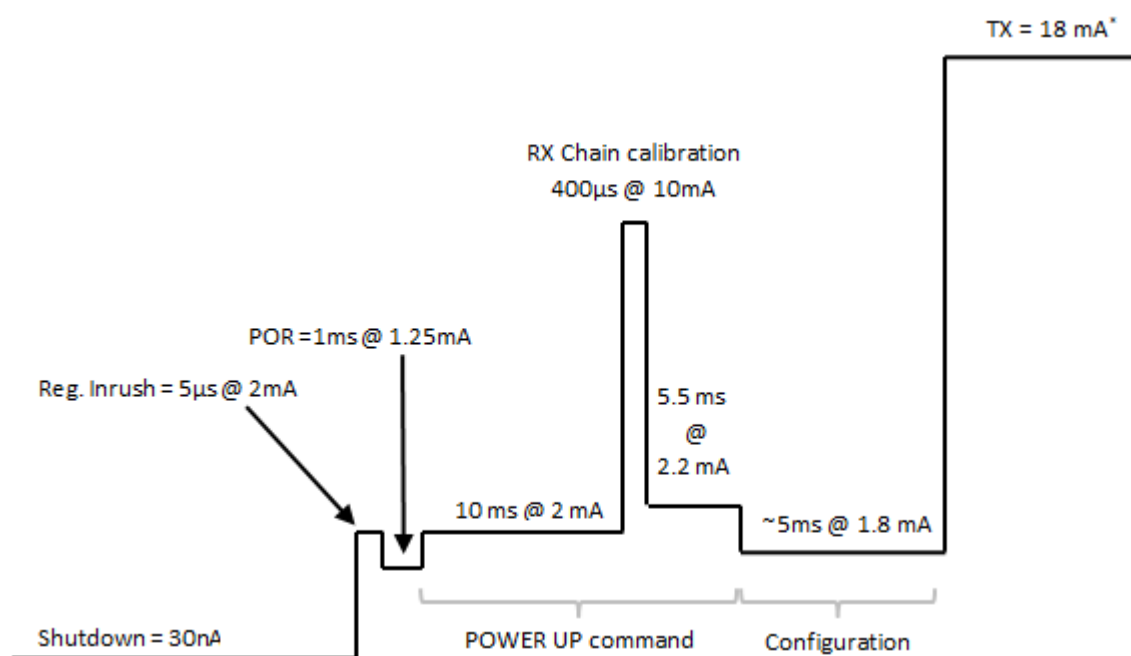 TX = 18 mA*
RX Chain calibration
400µs @ 10mA
POR =1ms @ 1.25mA
Reg. Inrush = 5µs @ 2mA
5.5 ms
@
2.2 mA
10 ms @ 2 mA
~5ms @ 1.8 mA
Shutdown = 30nA
POWER UP command
Configuration